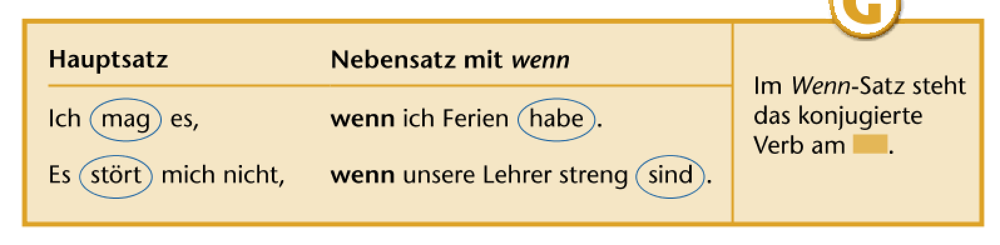 G
Hauptsatz Nebensatz mit wenn
Ich mag es, wenn ich Ferien habe.
Es stört mich nicht, wenn unsere Lehrer streng sind.
Im Wenn-Satz steht
das konjugierte
Verb am .